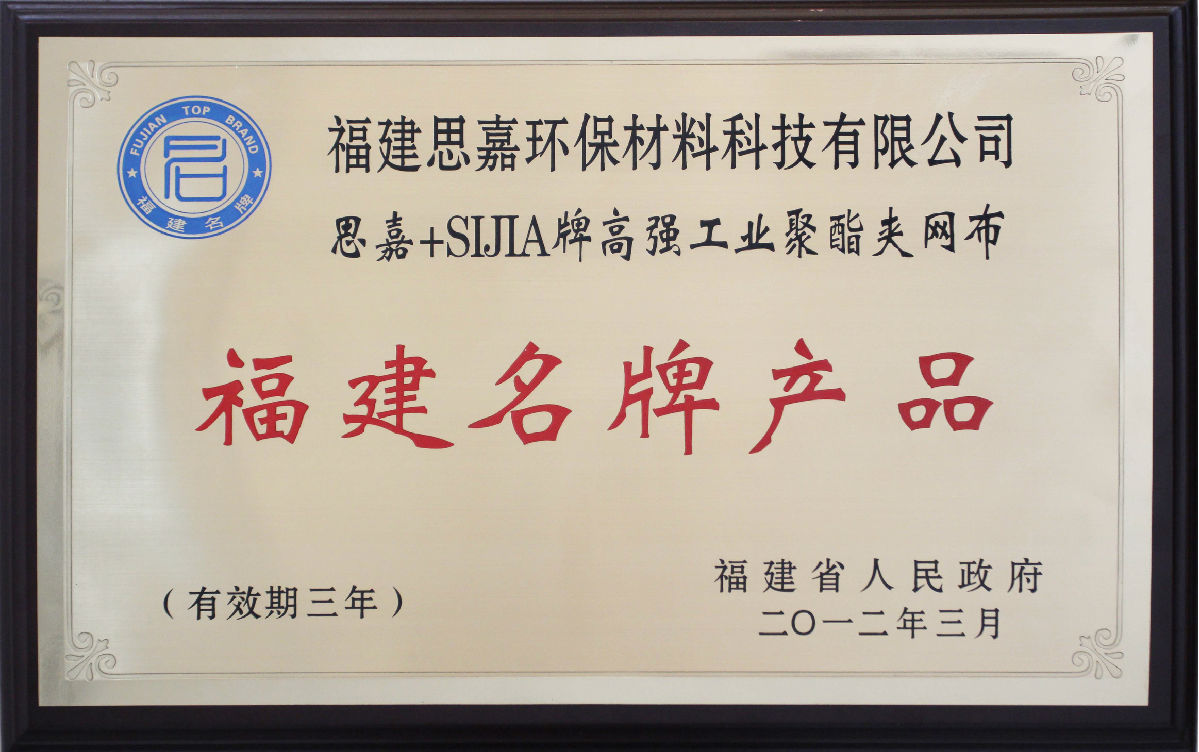 FUJIAN TOP BRAND
福建名牌
福建思嘉环保材料科技有限公司
思嘉+SIJIA牌高强工业聚酯夹网布
福建名牌产品
(有效期三年)
福建省人民政府
二〇一二年三月